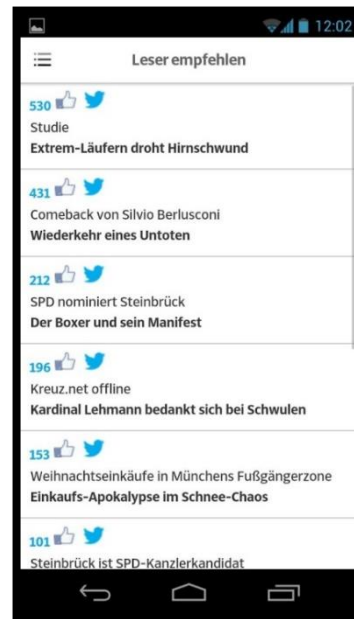 12:02
Leser empfehlen
530
Studie
Extrem-Läufern droht Hirnschwund
431
Comeback von Silvio Berlusconi
Wiederkehr eines Untoten
212
SPD nominiert Steinbrück
Der Boxer und sein Manifest
196
Kreuz.net offline
Kardinal Lehmann bedankt sich bei Schwulen
153
Weihnachtseinkäufe in Münchens Fußgängerzone
Einkaufs-Apokalypse im Schnee-Chaos
101
Steinbrück ist SPD-Kanzlerkandidat